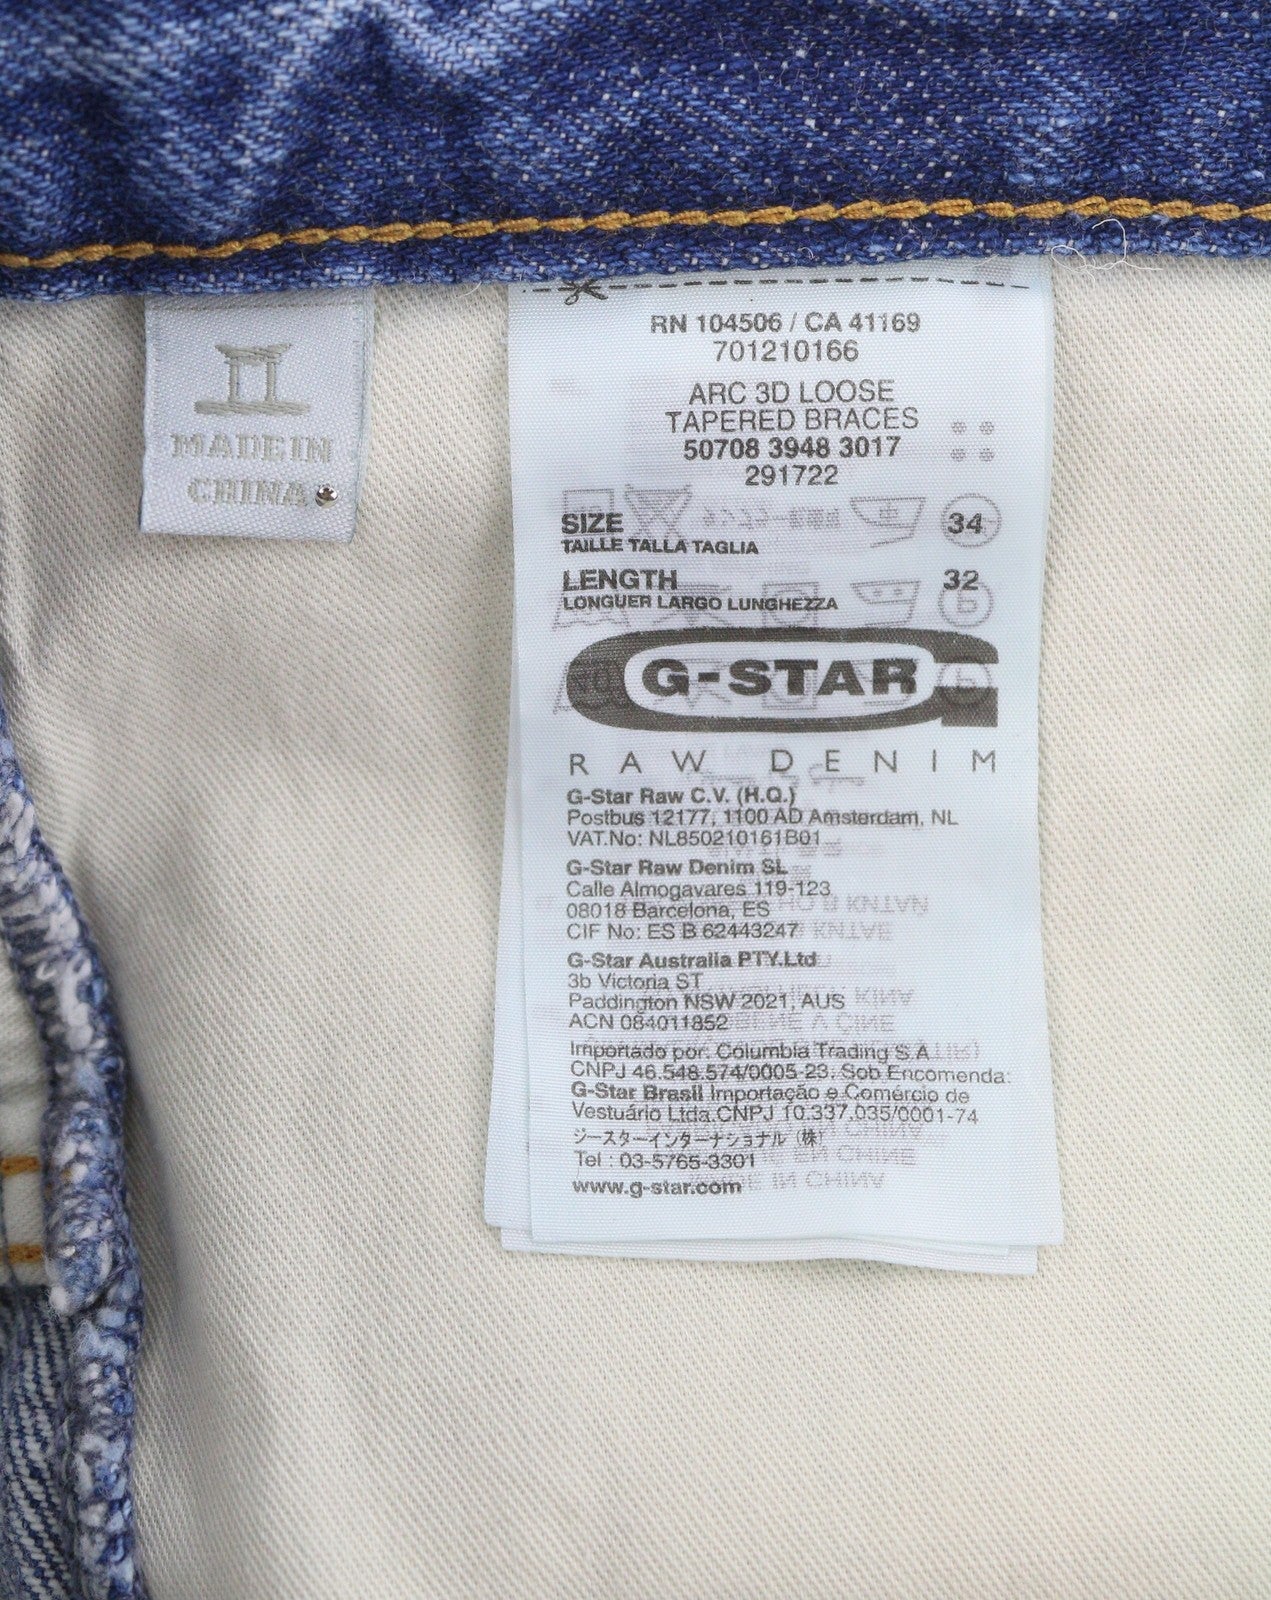 MADE IN
CHINA
RN 104506 / CA 41169
701210166
ARC 3D LOOSE
TAPERED BRACES
50708 3948 3017
291722
SIZE 34
TAILLE TALLA TAGLIA
LENGTH 32
LONGUER LARGO LUNGHEZZA
G-STAR
RAW DENIM
G-Star Raw C.V. (H.Q.)
Postbus 12177, 1100 AD Amsterdam, NL
VAT.No: NL850210161B01
G-Star Raw Denim SL
Calle Almogavares 119-123
08018 Barcelona, ES
CIF No: ES B 62443247
G-Star Australia PTY.Ltd
3b Victoria ST
Paddington NSW 2021, AUS
ACN 084011852
Importado por: Columbia Trading S.A.
CNPJ 46.548.574/0005-23. Sob Encomenda:
G-Star Brasil Importação e Comércio de
Vestuário Ltda.CNPJ 10.337.035/0001-74
ジースターインターナショナル（株）
Tel : 03-5765-3301
www.g-star.com